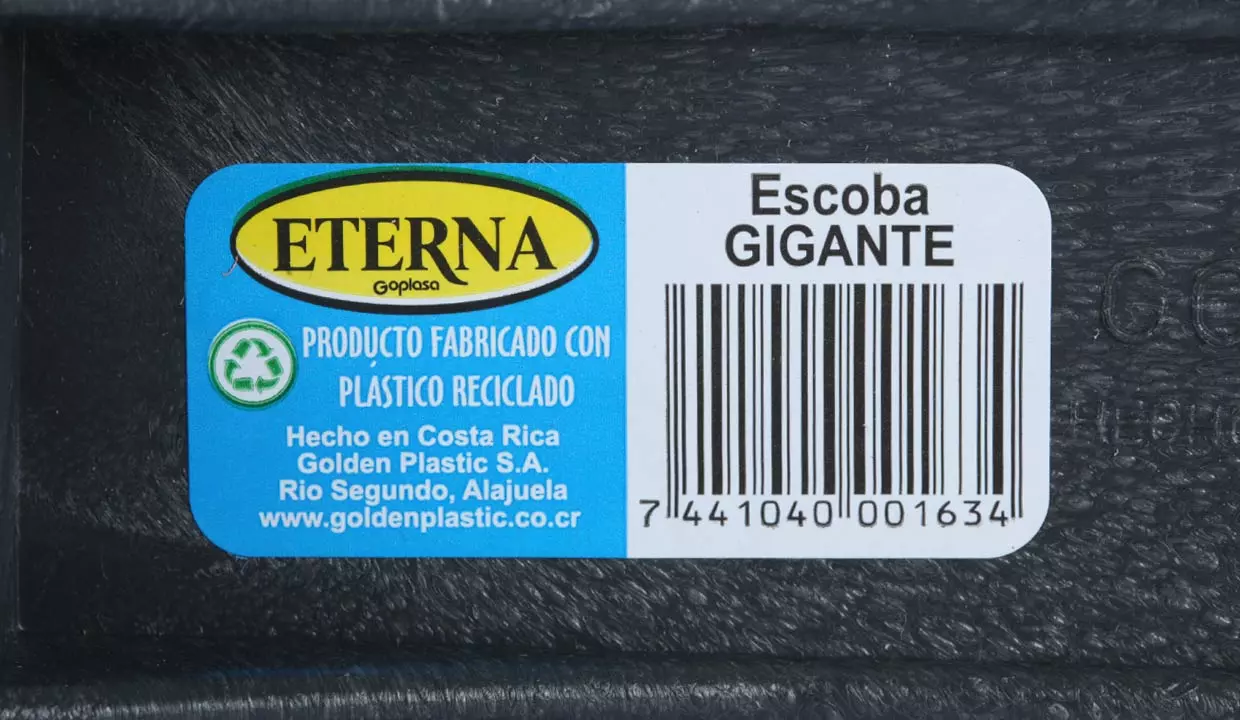 ETERNA
Goplasa
PRODUCTO FABRICADO CON
PLÁSTICO RECICLADO
Hecho en Costa Rica
Golden Plastic S.A.
Rio Segundo, Alajuela
www.goldenplastic.co.cr
Escoba
GIGANTE
7 441040 001634